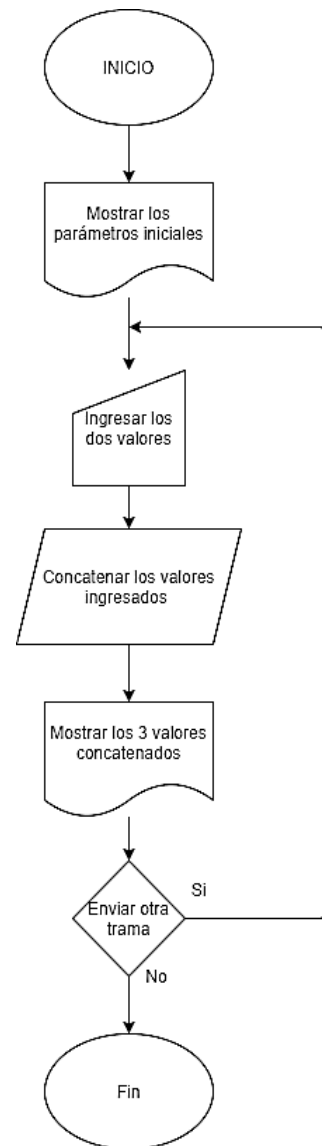 INICIO
Mostrar los
parámetros iniciales
Ingresar los
dos valores
Concatenar los valores
ingresados
Mostrar los 3 valores
concatenados
Enviar otra
trama
Si
No
Fin